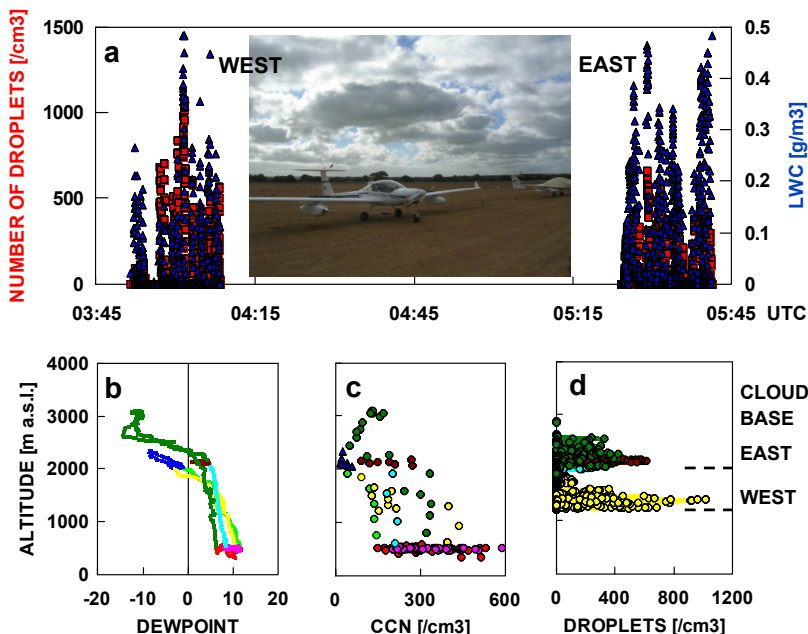 NUMBER OF DROPLETS [/cm3]
1500
1000
500
0
a
WEST
EAST
0.5
0.4
0.3
0.2
0.1
0
LWC [g/m3]
03:45
04:15
04:45
05:15
05:45
UTC
ALTITUDE [m a.s.l.]
4000
3000
2000
1000
0
b
-20
-10
0
10
20
DEWPOINT
c
0
300
600
CCN [/cm3]
d
0
400
800
1200
DROPLETS [/cm3]
CLOUD
BASE
EAST
WEST